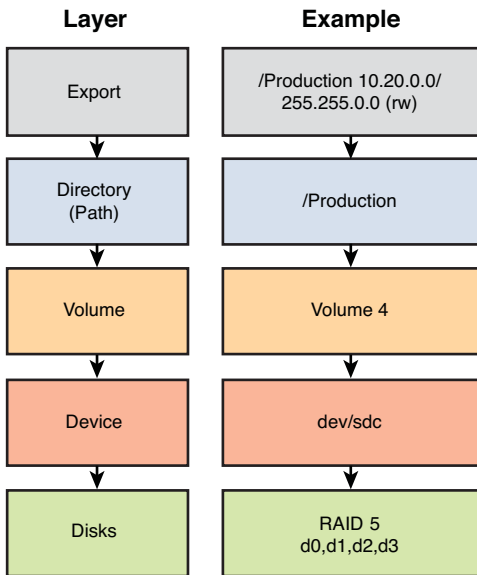 Layer
Example
Export
/Production 10.20.0.0/
255.255.0.0 (rw)
Directory
(Path)
/Production
Volume
Volume 4
Device
dev/sdc
Disks
RAID 5
d0,d1,d2,d3